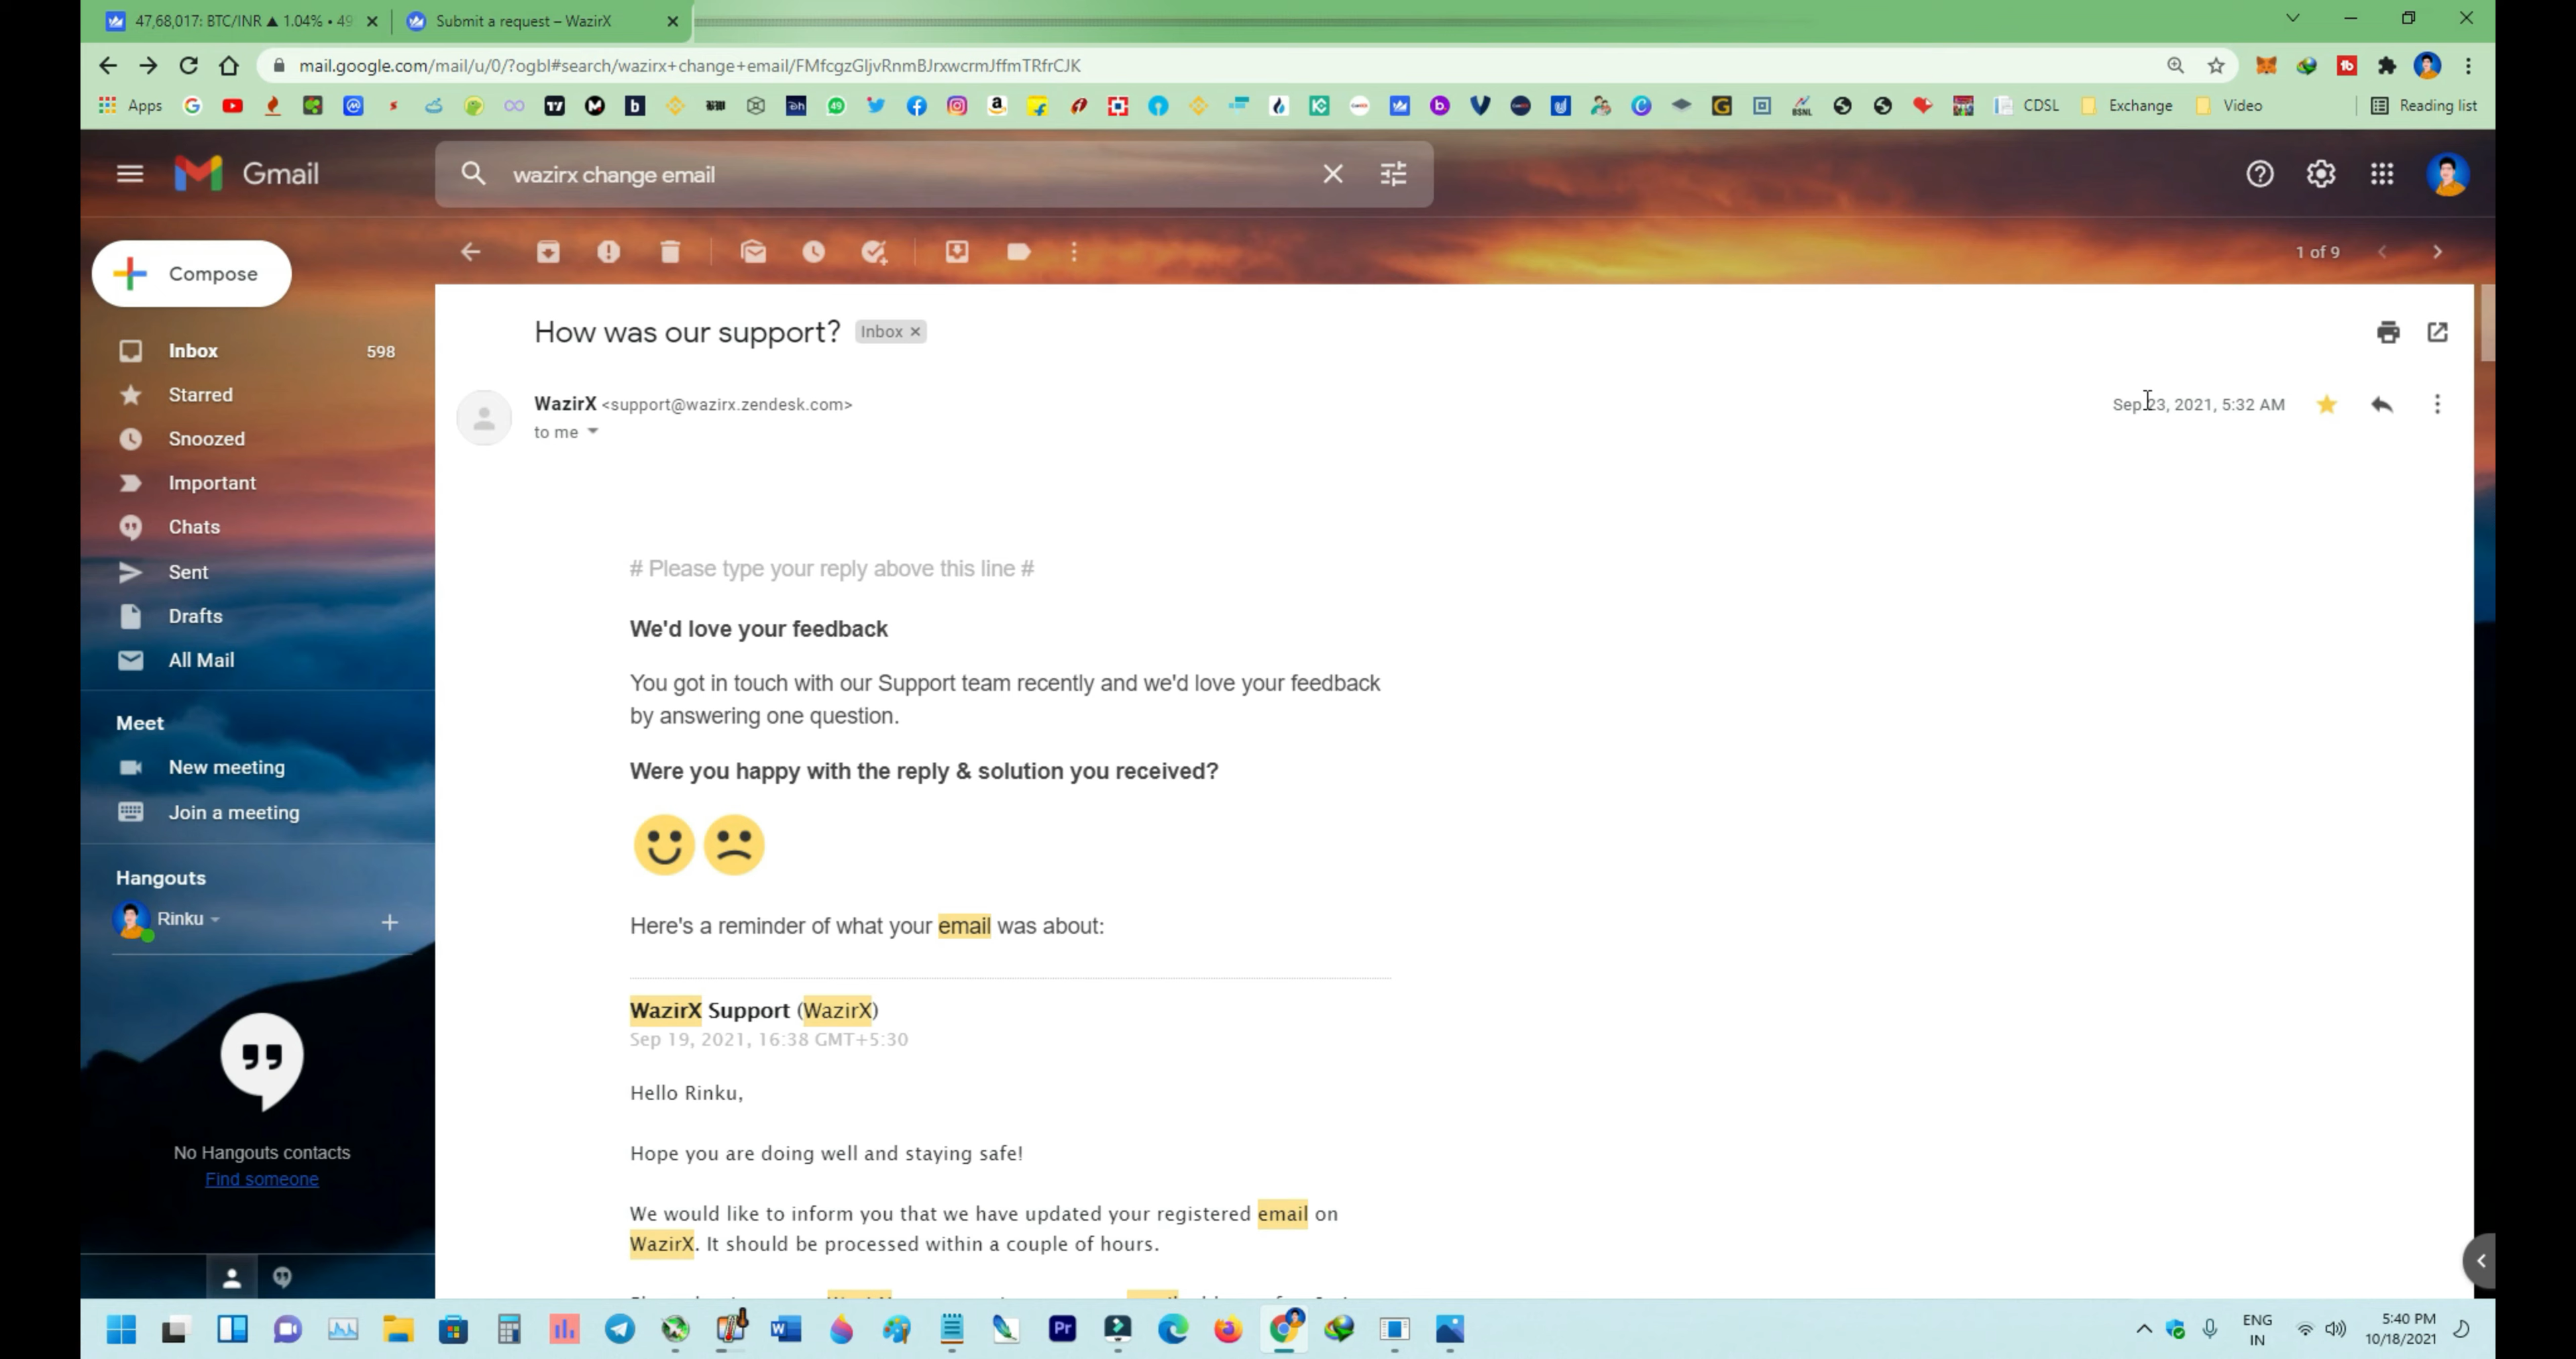 47,68,017: BTC/INR ▲ 1.04% • 49
Submit a request – WazirX
mail.google.com/mail/u/0/?ogbl#search/wazirx+change+email/FMfcgzGljvRnmBJrxwcrmJffmTRfrCJK
Apps
CDSL
Exchange
Video
Reading list
Gmail
wazirx change email
1 of 9
Compose
Inbox 598
Starred
Snoozed
Important
Chats
Sent
Drafts
All Mail
Meet
New meeting
Join a meeting
Hangouts
Rinku
No Hangouts contacts
Find someone
How was our support?
Inbox ×
WazirX <support@wazirx.zendesk.com>
to me
Sep 23, 2021, 5:32 AM
# Please type your reply above this line #
We'd love your feedback
You got in touch with our Support team recently and we'd love your feedback
by answering one question.
Were you happy with the reply & solution you received?
Here's a reminder of what your email was about:
WazirX Support (WazirX)
Sep 19, 2021, 16:38 GMT+5:30
Hello Rinku,
Hope you are doing well and staying safe!
We would like to inform you that we have updated your registered email on
WazirX. It should be processed within a couple of hours.
ENG
IN
5:40 PM
10/18/2021